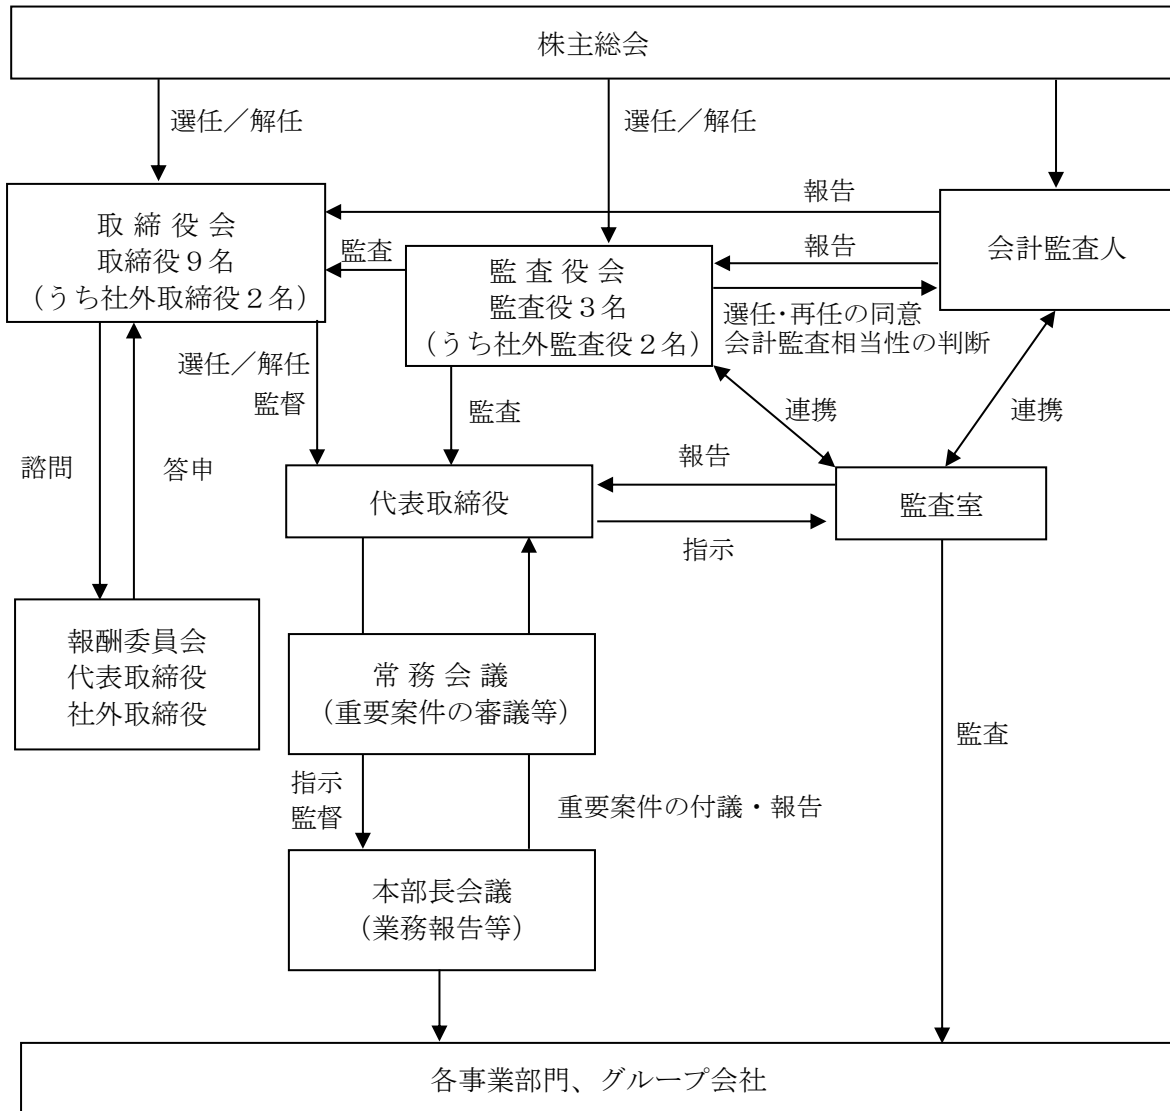 株主総会
選任／解任
選任／解任
取 締 役 会
取締役９名
（うち社外取締役２名）
報告
会計監査人
監査
監 査 役 会
監査役３名
（うち社外監査役２名）
報告
選任･再任の同意
会計監査相当性の判断
選任／解任
監督
監査
連携
連携
諮問
答申
代表取締役
報告
指示
監査室
報酬委員会
代表取締役
社外取締役
常 務 会 議
（重要案件の審議等）
監査
指示
監督
重要案件の付議・報告
本部長会議
（業務報告等）
各事業部門、グループ会社